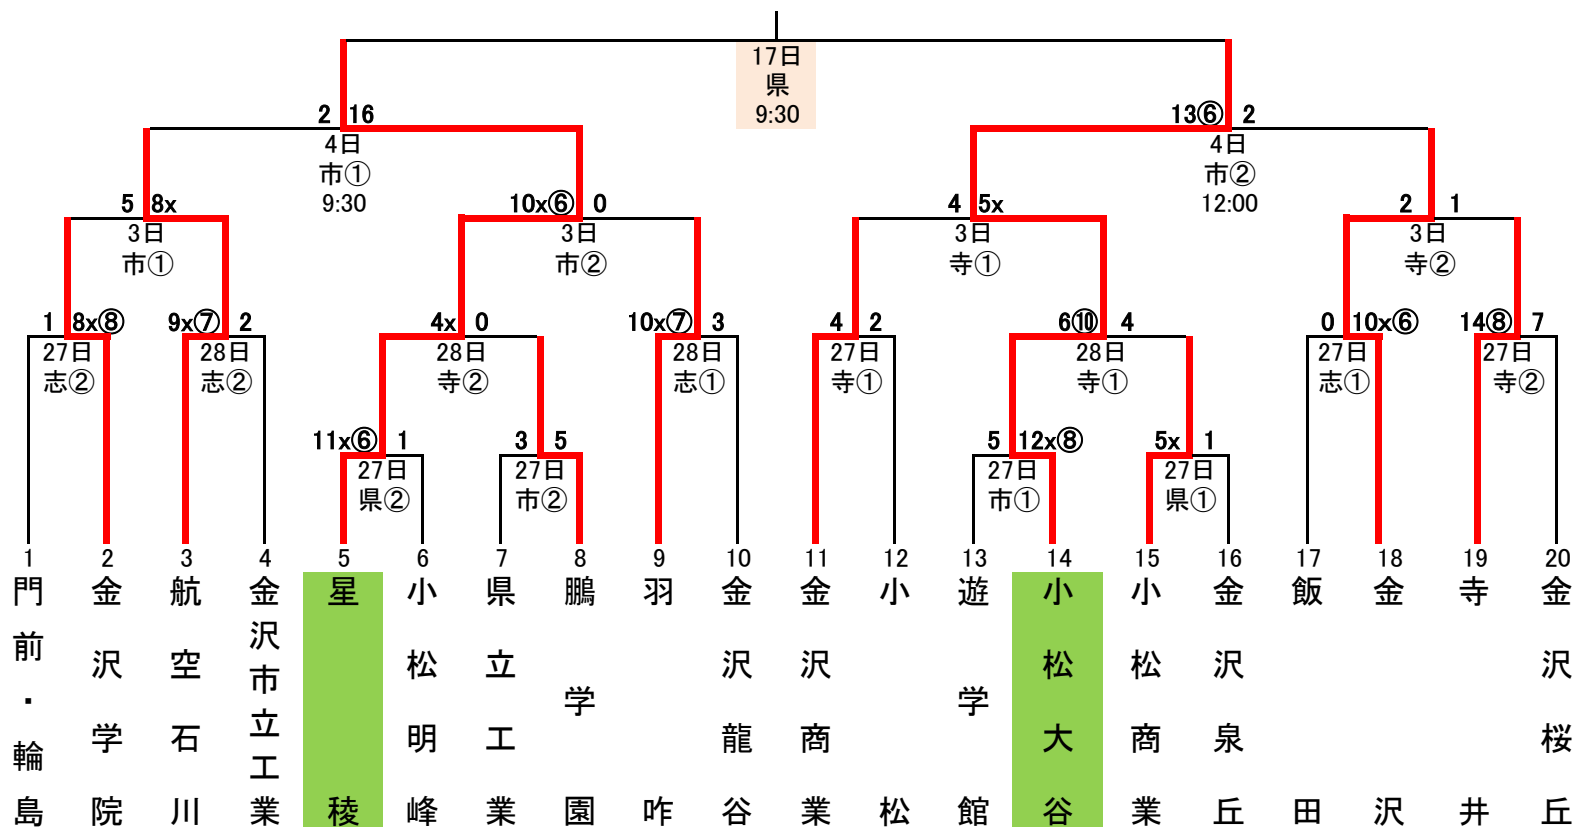 17日
県
9:30
2 16
13⑥ 2
4日
市①
9:30
4日
市②
12:00
5 8x
10x⑥ 0
4 5x
2 1
3日
市①
3日
市②
3日
寺①
3日
寺②
1 8x⑧
9x⑦ 2
4x 0
10x⑦ 3
4 2
6⑩ 4
0 10x⑥
14⑧ 7
27日
志②
28日
志②
28日
寺②
28日
志①
27日
寺①
28日
寺①
27日
志①
27日
寺②
11x⑥ 1
3 5
5 12x⑧
5x 1
27日
県②
27日
市②
27日
市①
27日
県①
1 2 3 4 5 6 7 8 9 10 11 12 13 14 15 16 17 18 19 20
門前・輪島
金沢学院
航空石川
金沢市立工業
星稜
小松明峰
県立工業
鵬学園
羽咋
金沢龍谷
金沢商業
小松
遊学館
小松大谷
小松商業
金沢泉丘
飯田
金沢
寺井
金沢桜丘